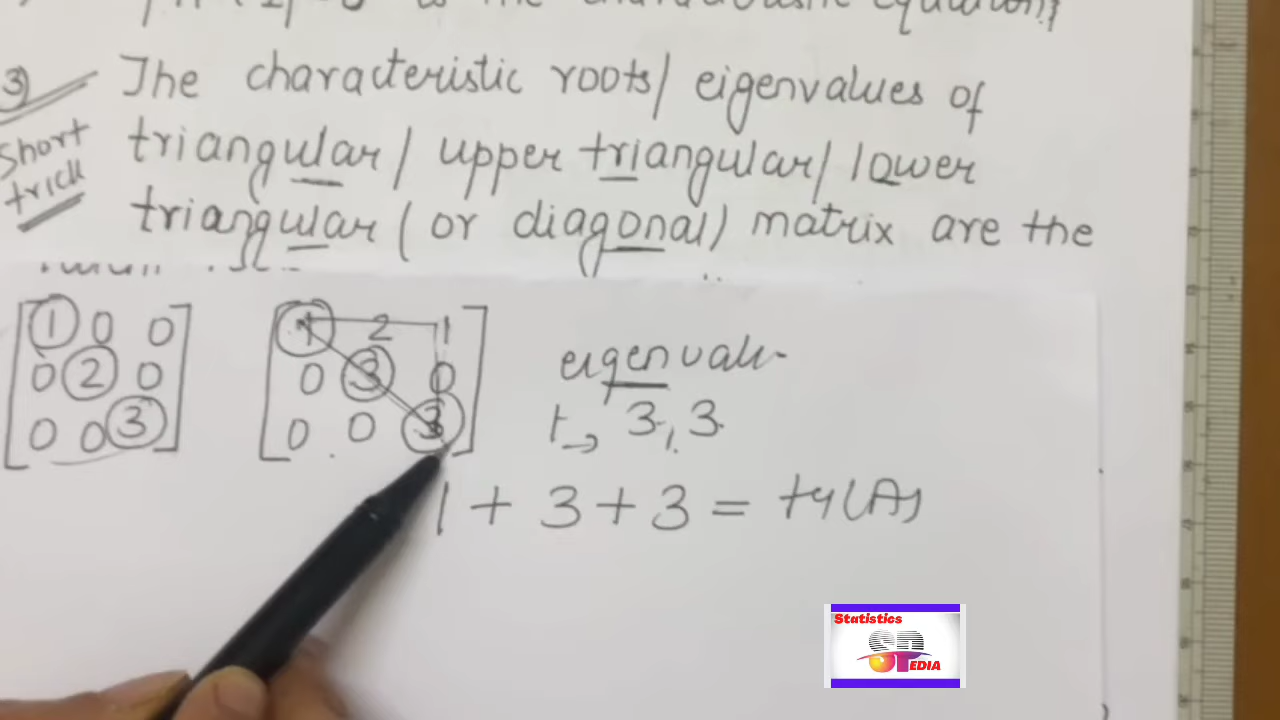 3) The characteristic roots/ eigenvalues of
Short trick
triangular/ upper triangular/ lower
triangular (or diagonal) matrix are the
1 0 0
0 2 0
0 0 3
1 2 1
0 3 0
0 0 3
eigenvalu
1, 3, 3
1 + 3 + 3 = tr(A)
Statistics
PEDIA